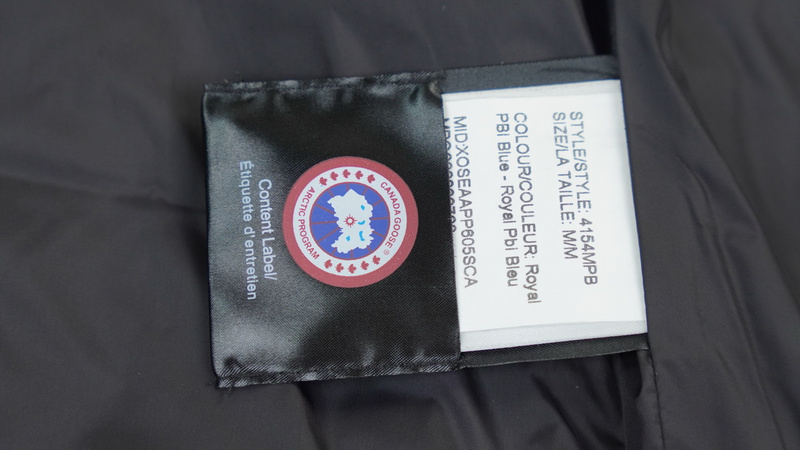 STYLE/STYLE: 4154MPB
SIZE/LA TAILLE: M/M
COLOUR/COULEUR: Royal
PBI Blue - Royal Pbi Bleu
MIDXOSEAAPP605SCA
CANADA GOOSE®
ARCTIC PROGRAM
Content Label/
Étiquette d'entretien